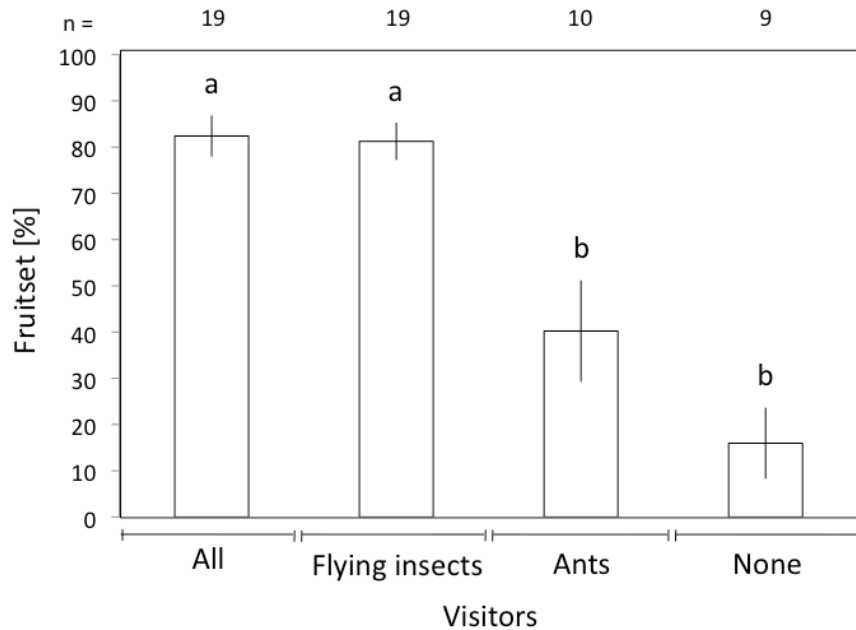 n = 19 19 10 9
100
90
80
70
60
50
40
30
20
10
0
Fruitset [%]
a
a
b
b
All Flying insects Ants None
Visitors